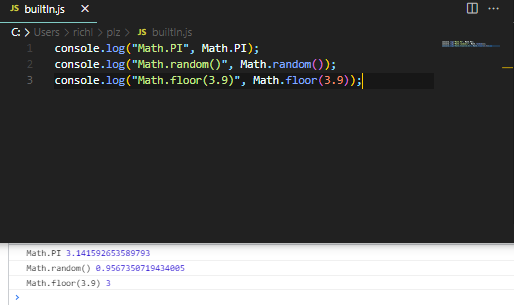 JS builtIn.js ×
C: > Users > richl > plz > JS builtIn.js
1 console.log("Math.PI", Math.PI);
2 console.log("Math.random()", Math.random());
3 console.log("Math.floor(3.9)", Math.floor(3.9));
Math.PI 3.141592653589793
Math.random() 0.9567350719434005
Math.floor(3.9) 3
>